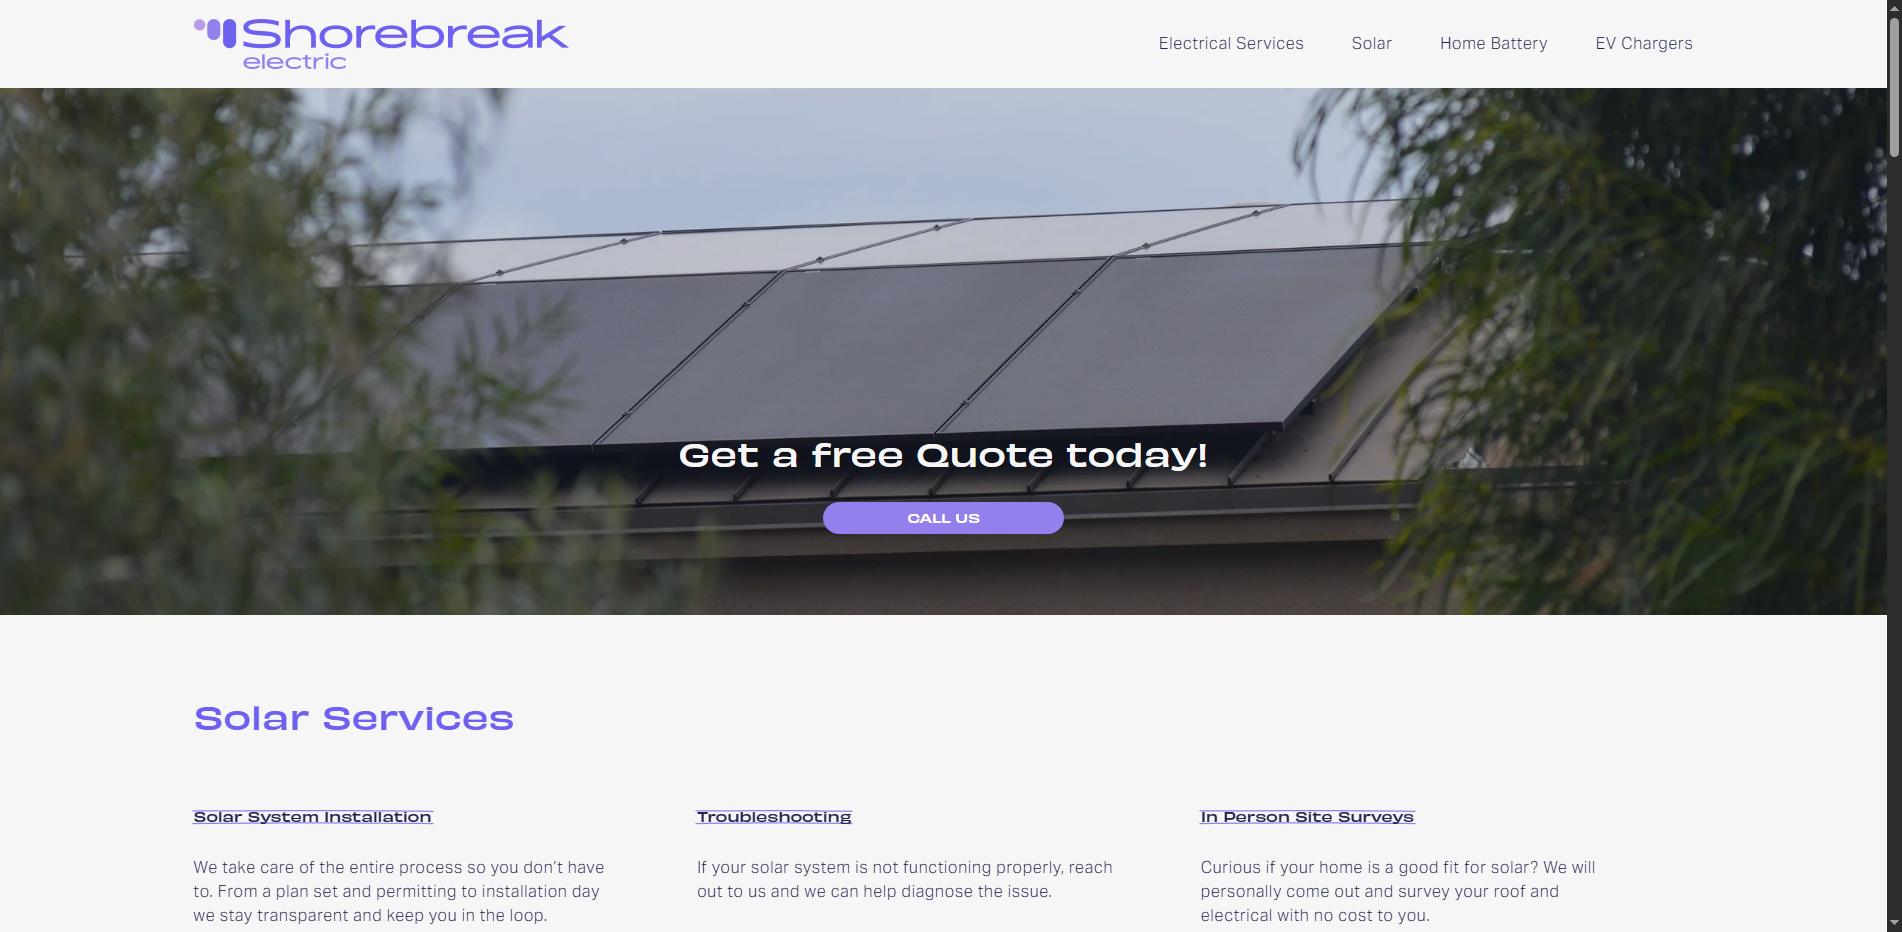 Shorebreak
electric
Electrical Services
Solar
Home Battery
EV Chargers
Get a free Quote today!
CALL US
Solar Services
Solar System Installation
We take care of the entire process so you don’t have
to. From a plan set and permitting to installation day
we stay transparent and keep you in the loop.
Troubleshooting
If your solar system is not functioning properly, reach
out to us and we can help diagnose the issue.
In Person Site Surveys
Curious if your home is a good fit for solar? We will
personally come out and survey your roof and
electrical with no cost to you.